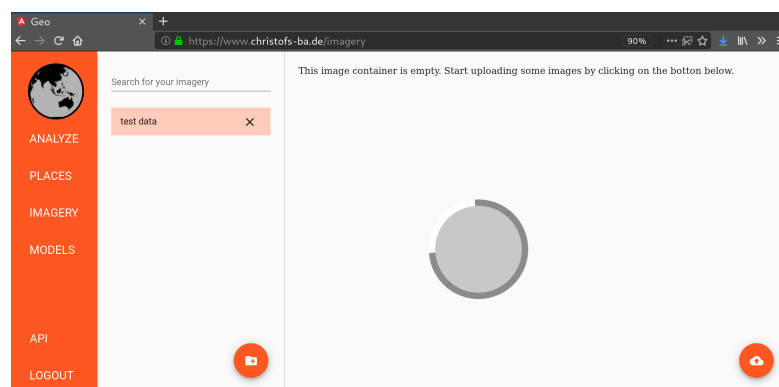 Geo
https://www.christofs-ba.de/imagery
90%
Search for your imagery
This image container is empty. Start uploading some images by clicking on the botton below.
test data
ANALYZE
PLACES
IMAGERY
MODELS
API
LOGOUT